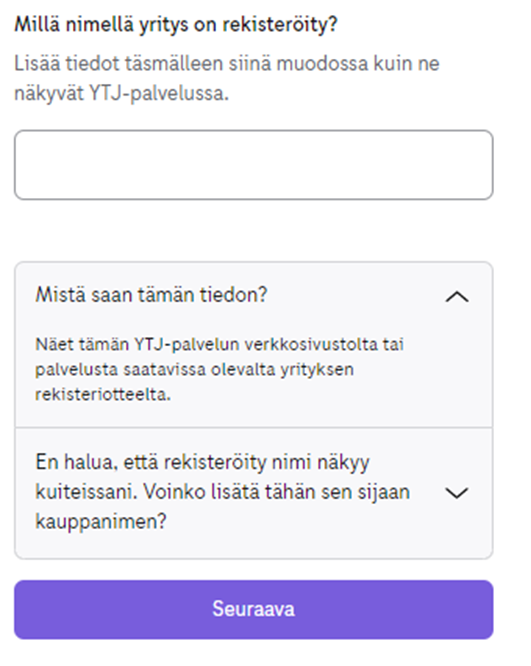 Millä nimellä yritys on rekisteröity?
Lisää tiedot täsmälleen siinä muodossa kuin ne
näkyvät YTJ-palvelussa.
Mistä saan tämän tiedon?
Näet tämän YTJ-palvelun verkkosivustolta tai
palvelusta saatavissa olevalta yrityksen
rekisteriotteelta.
En halua, että rekisteröity nimi näkyy
kuiteissani. Voinko lisätä tähän sen sijaan
kauppanimen?
Seuraava